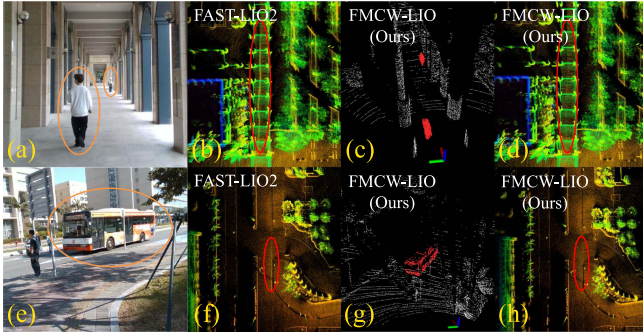 FAST-LIO2
FMCW-LIO
(Ours)
FMCW-LIO
(Ours)
(a)
(b)
(c)
(d)
FAST-LIO2
FMCW-LIO
(Ours)
FMCW-LIO
(Ours)
(e)
(f)
(g)
(h)